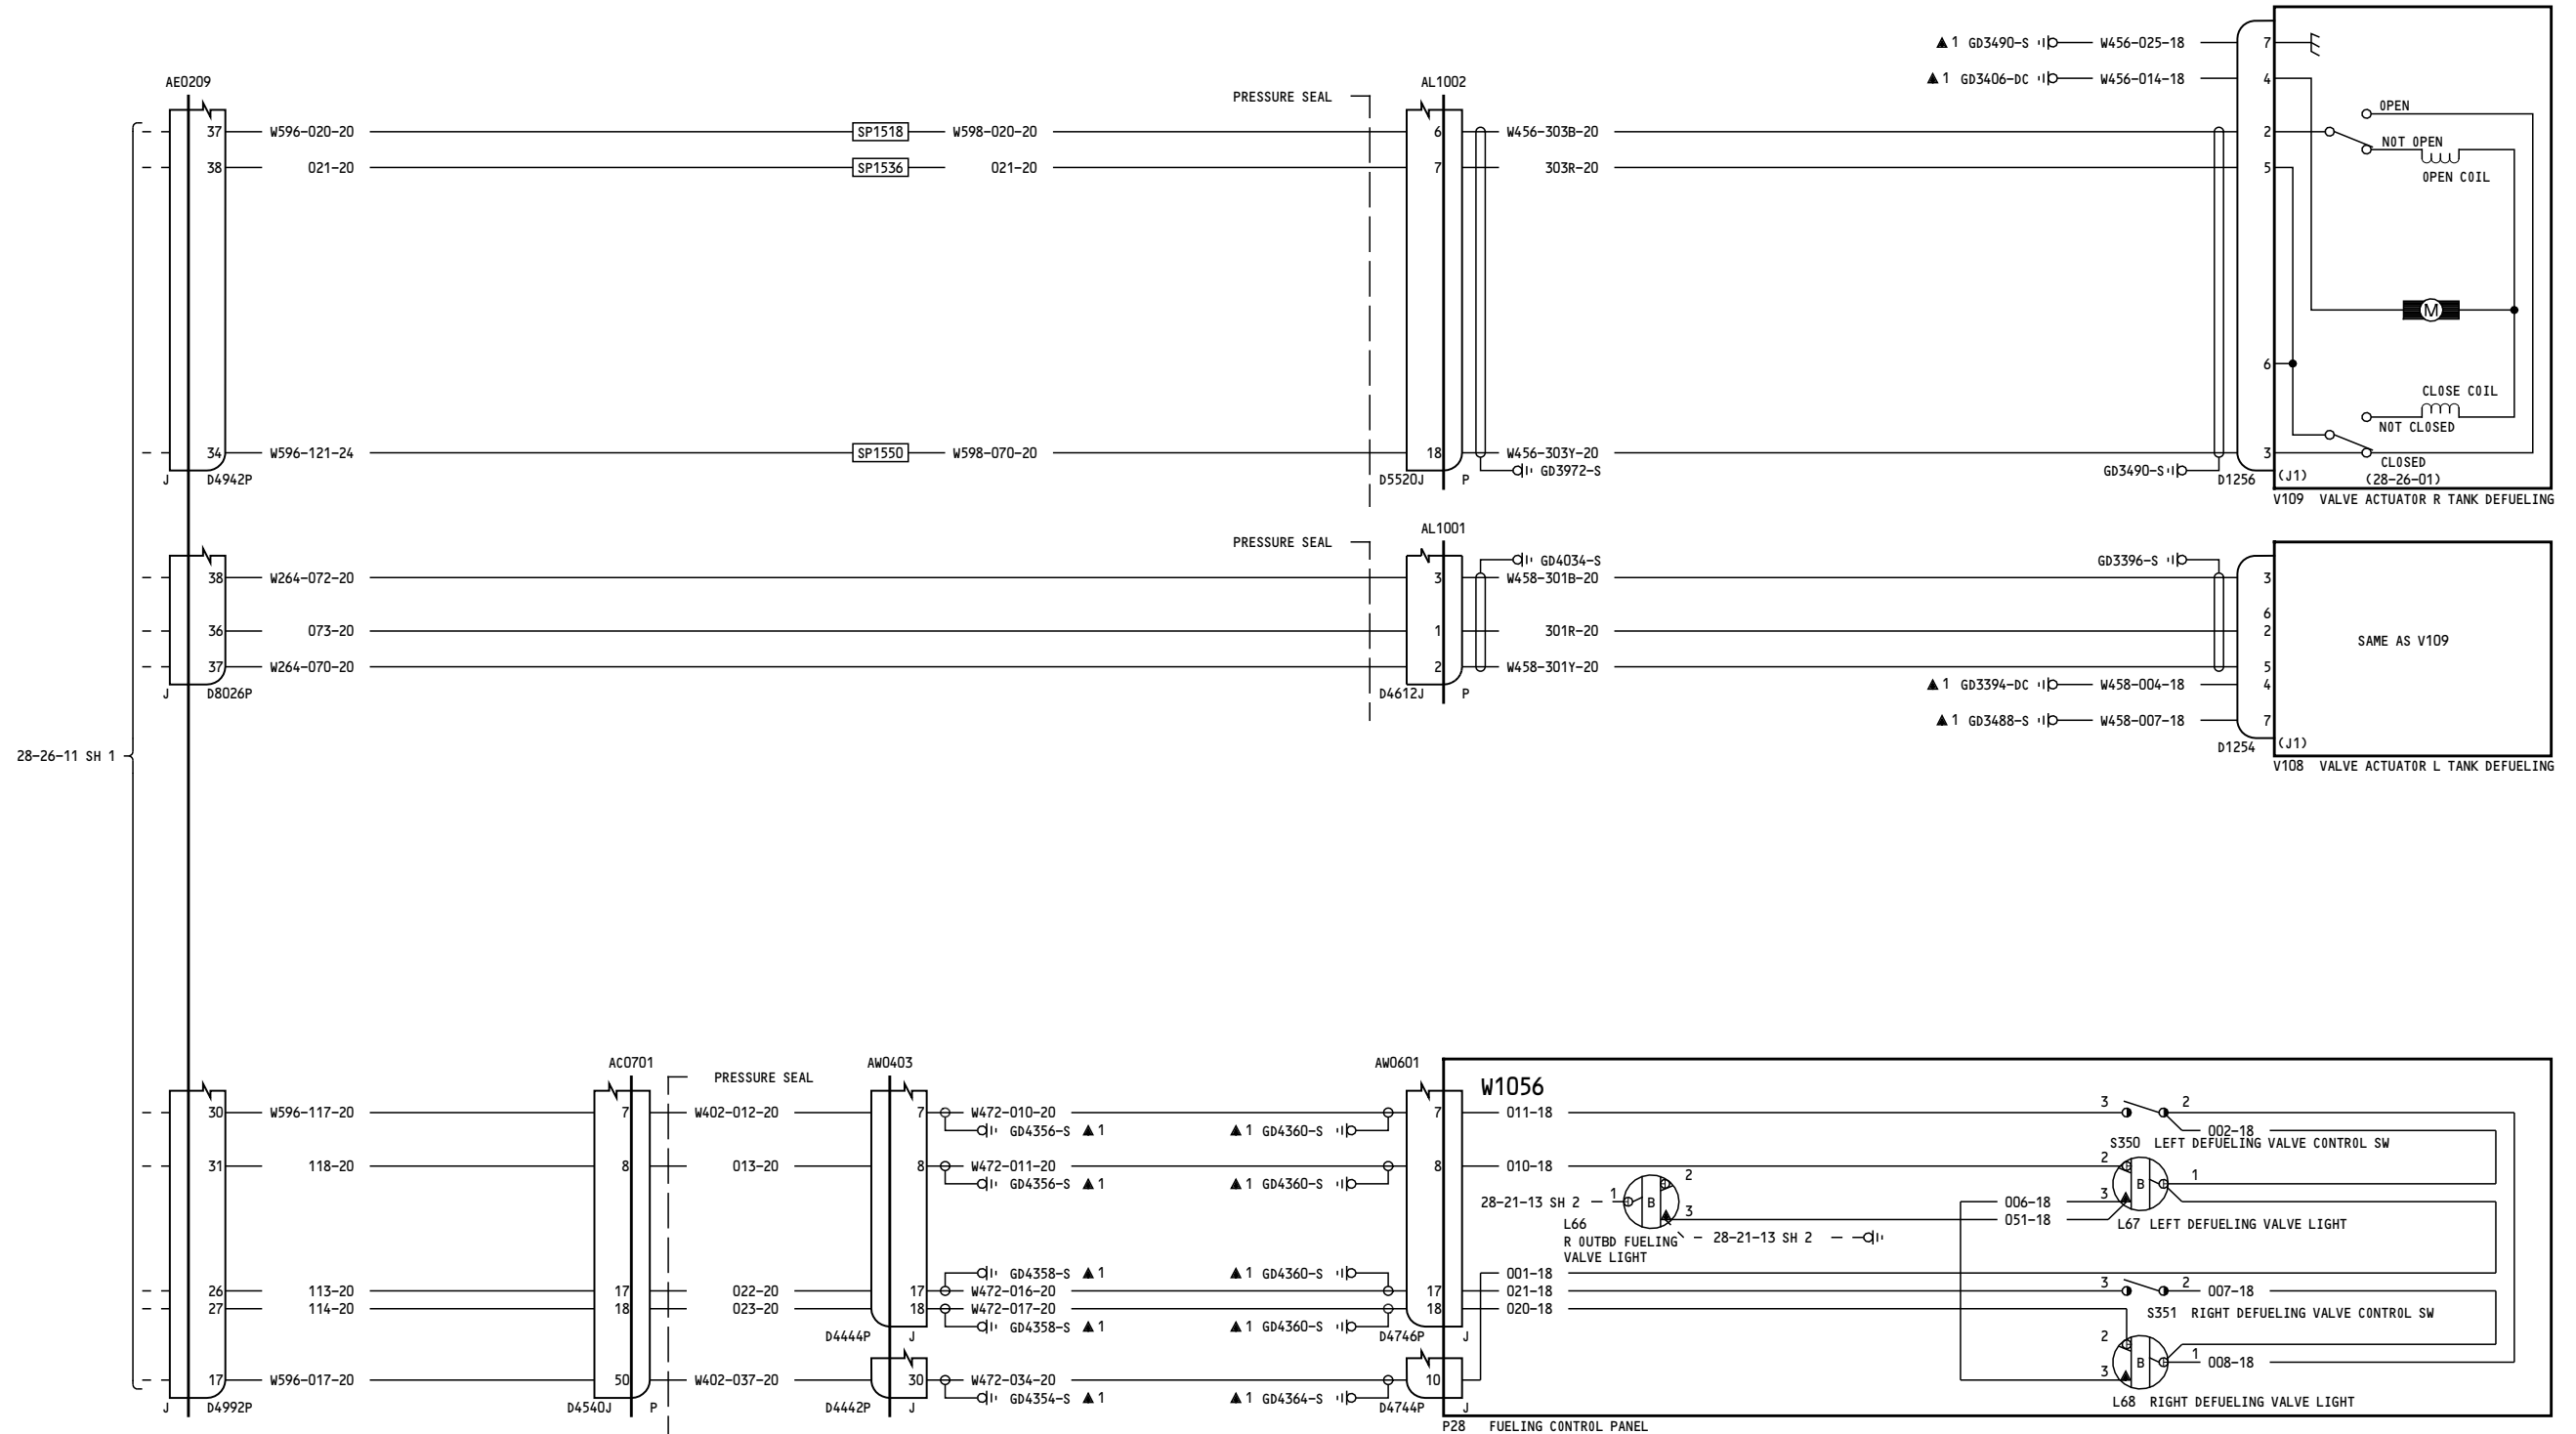 ▲1 GD3490-S W456-025-18 7
▲1 GD3406-DC W456-014-18 4
AE0209 AL1002
PRESSURE SEAL
OPEN
37 W596-020-20 SP1518 W598-020-20 6 W456-303B-20 2
NOT OPEN
38 021-20 SP1536 021-20 7 303R-20 5
OPEN COIL
M
6
CLOSE COIL
NOT CLOSED
34 W596-121-24 SP1550 W598-070-20 18 W456-303Y-20 3
CLOSED
GD3972-S GD3490-S
J D4942P D5520J P D1256 (J1) (28-26-01)
V109 VALVE ACTUATOR R TANK DEFUELING
AL1001
PRESSURE SEAL
GD4034-S GD3396-S
38 W264-072-20 3 W458-301B-20 3
6
36 073-20 1 301R-20 2
SAME AS V109
37 W264-070-20 2 W458-301Y-20 5
▲1 GD3394-DC W458-004-18 4
J D8026P D4612J P
▲1 GD3488-S W458-007-18 7
D1254 (J1)
28-26-11 SH 1
V108 VALVE ACTUATOR L TANK DEFUELING
AC0701 AW0403 AW0601
PRESSURE SEAL
W1056
30 W596-117-20 7 W402-012-20 7 W472-010-20 7 011-18 3 2
GD4356-S ▲1 ▲1 GD4360-S 002-18
S350 LEFT DEFUELING VALVE CONTROL SW
31 118-20 8 013-20 8 W472-011-20 8 010-18 2
GD4356-S ▲1 ▲1 GD4360-S 2 B 1
28-21-13 SH 2 1 B 006-18 3
3 051-18
L66 L67 LEFT DEFUELING VALVE LIGHT
R OUTBD FUELING 28-21-13 SH 2
VALVE LIGHT
GD4358-S ▲1 ▲1 GD4360-S 001-18
26 113-20 17 022-20 17 W472-016-20 17 021-18 3 2 007-18
27 114-20 18 023-20 18 W472-017-20 18 020-18
S351 RIGHT DEFUELING VALVE CONTROL SW
GD4358-S ▲1 ▲1 GD4360-S
D4444P J D4746P J 2
B 1 008-18
17 W596-017-20 50 W402-037-20 30 W472-034-20 10 3
GD4354-S ▲1 ▲1 GD4364-S
L68 RIGHT DEFUELING VALVE LIGHT
J D4992P D4540J P D4442P J D4744P J
P28 FUELING CONTROL PANEL